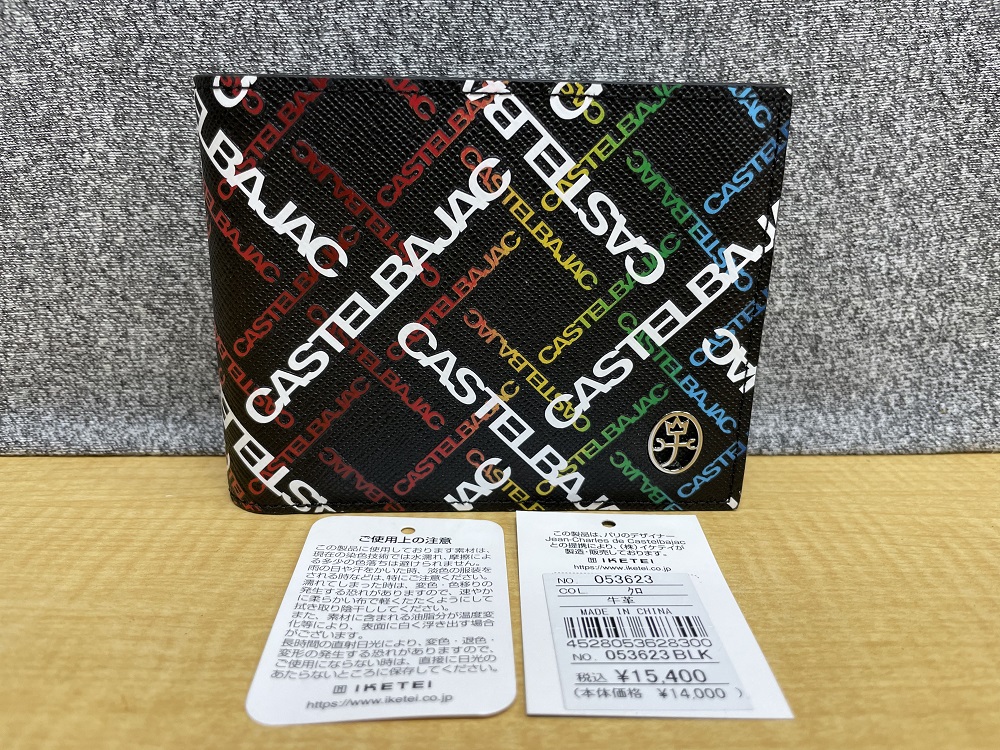 CASTELBAJAC
CASTELBAJAC
CASTELBAJAC
CASTELBAJAC
CASTELBAJAC
CASTELBAJAC
CASTELBAJAC
CASTELBAJAC
CASTELBAJAC
ご使用上の注意
この製品に使用しております素材は、
現在の染色技術では水濡れ、摩擦によ
る多少の色落ちは避けられません。
雨の日や汗をかいた時、淡色の服装を
される時などは、特にご注意ください。
濡れてしまった時は、変色・色移りの
発生する恐れがありますので、速やか
に柔らかい布で軽くたたくようにして
拭き取り陰干ししてください。
また、素材に含まれる油脂分が温度変
化等により、表面に白く浮き出す場合
がございます。
長時間の直射日光により、変色・退色・
変形の発生する恐れがありますので、
ご使用にならない時は、直接に日光の
あたらないところに保存してください。
IKETEI
https://www.iketei.co.jp
この製品は、パリのデザイナー
Jean-Charles de Castelbajac
との提携により、(株)イケテイが
製造・販売しております。
IKETEI
https://www.iketei.co.jp
NO. 053623
COL. クロ
牛革
MADE IN CHINA
4528053628300
NO. 053623 BLK
税込 ¥15,400
(本体価格 ¥14,000)